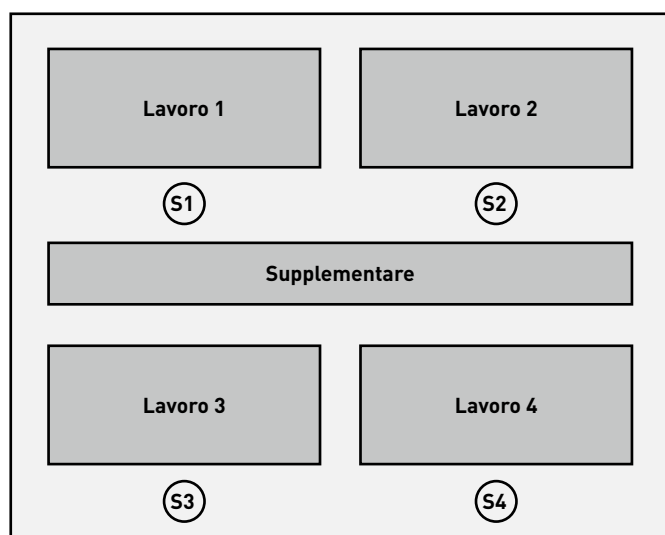 Lavoro 1
Lavoro 2
S1
S2
Supplementare
Lavoro 3
Lavoro 4
S3
S4